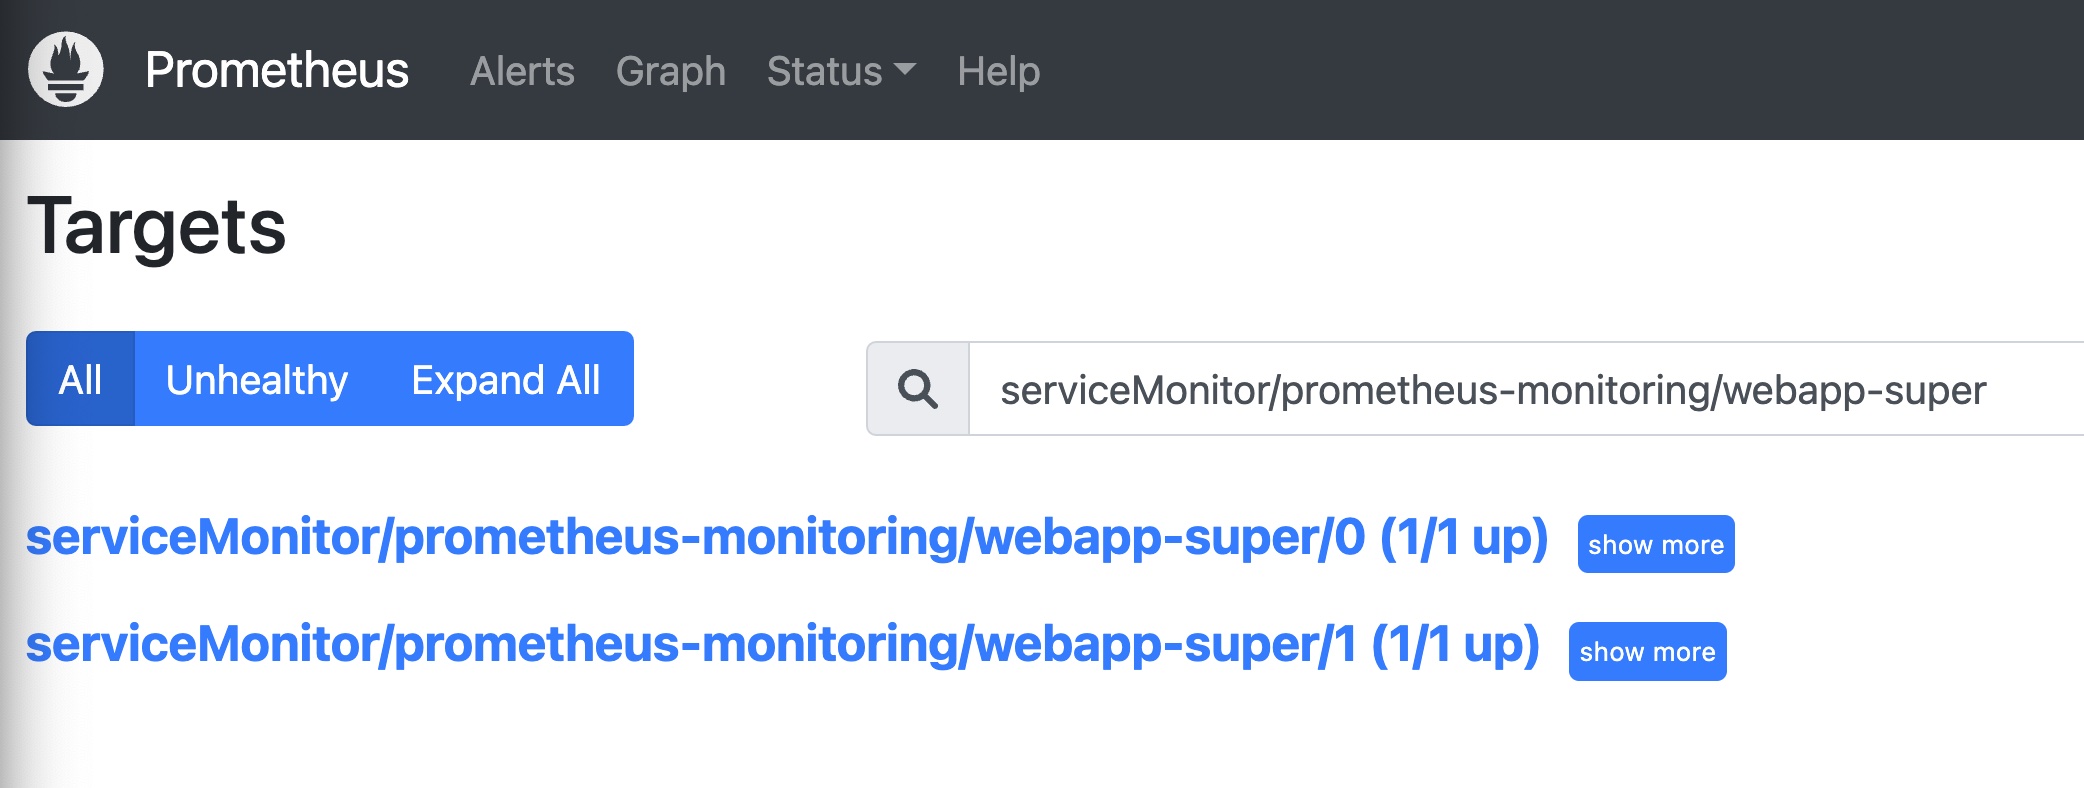 Prometheus Alerts Graph Status Help
Targets
All Unhealthy Expand All
serviceMonitor/prometheus-monitoring/webapp-super
serviceMonitor/prometheus-monitoring/webapp-super/0 (1/1 up) show more
serviceMonitor/prometheus-monitoring/webapp-super/1 (1/1 up) show more